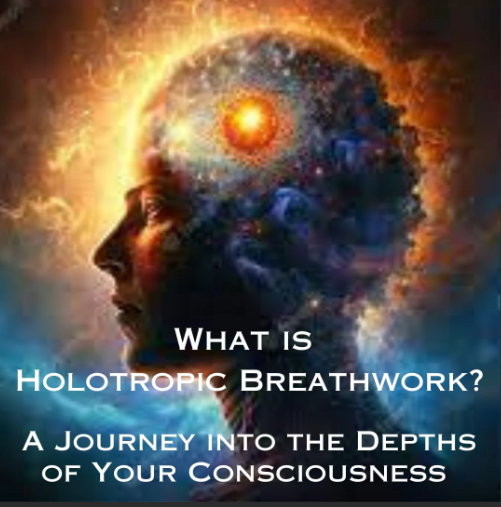 What is
Holotropic Breathwork?
A Journey into the Depths
of Your Consciousness